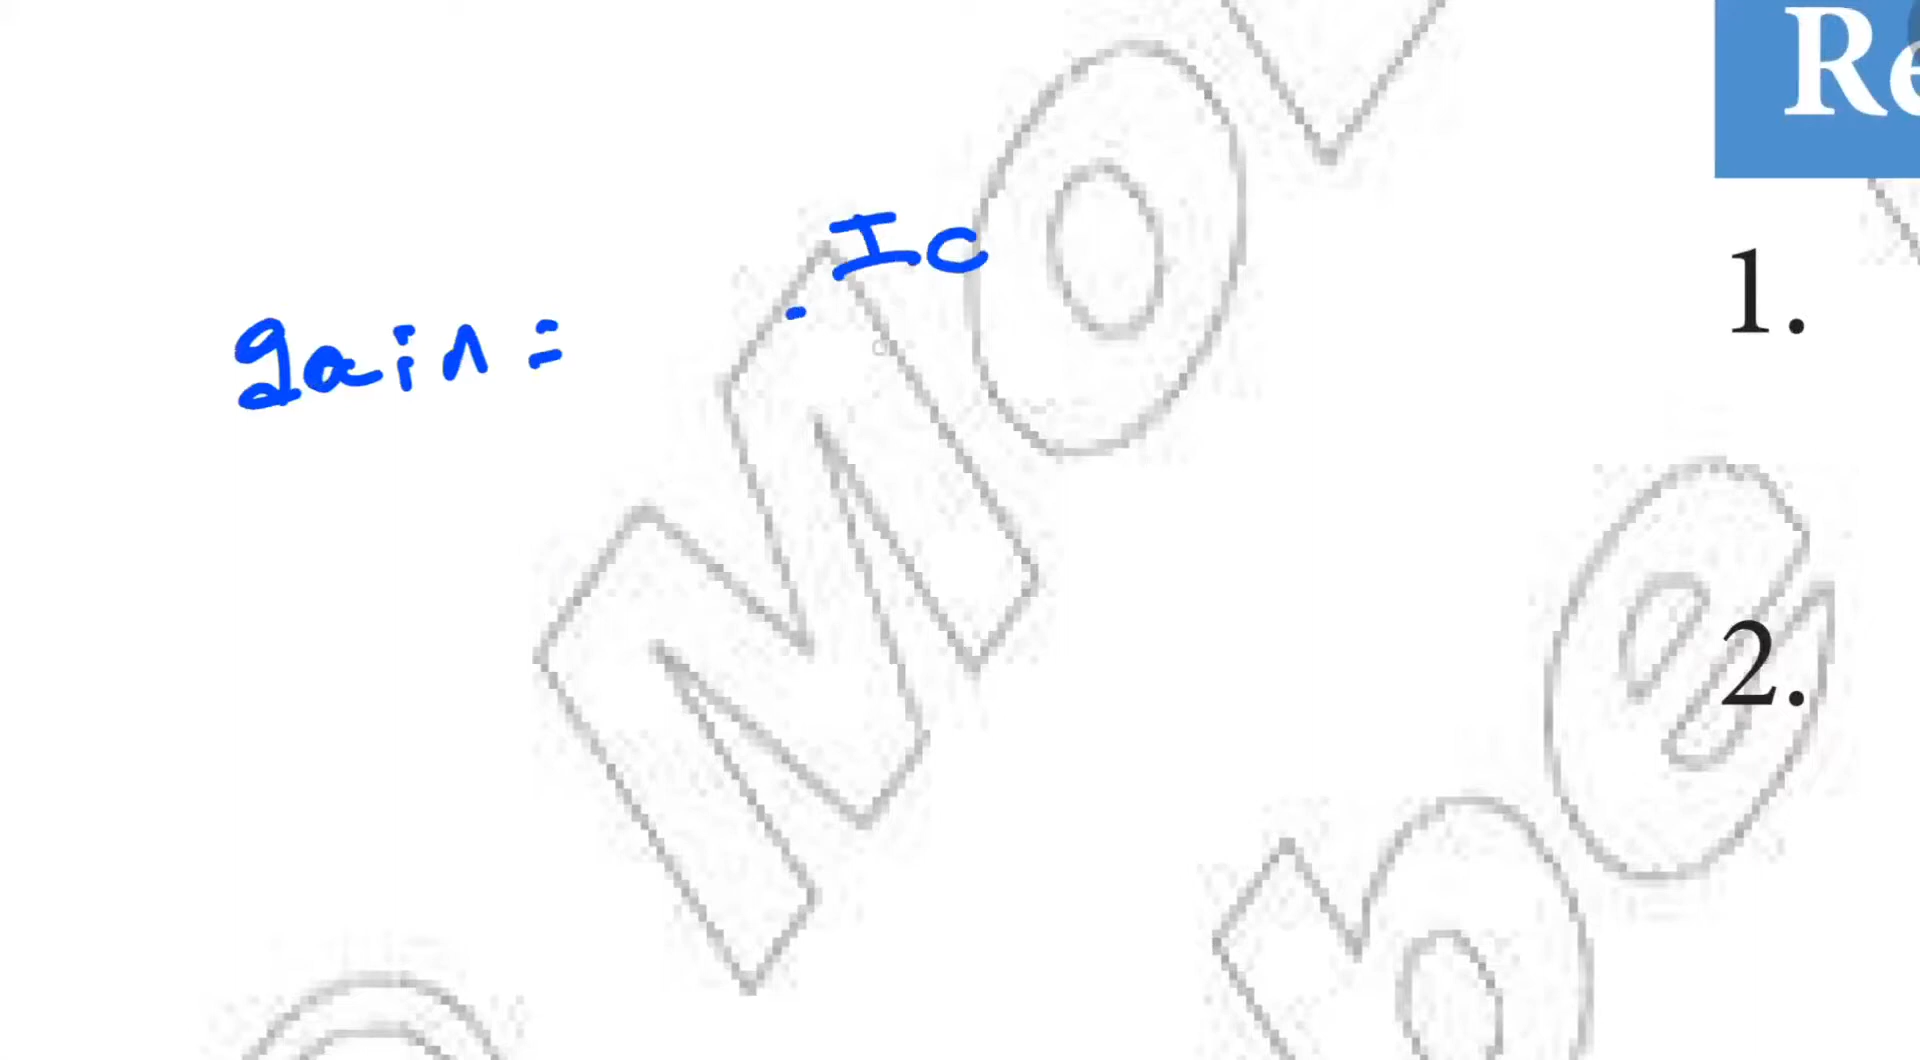 Re
Ic
gain =
1.
2.